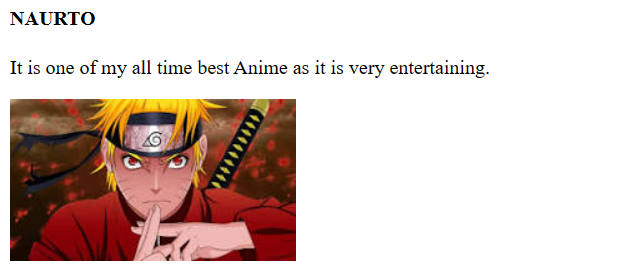 NAURTO
It is one of my all time best Anime as it is very entertaining.